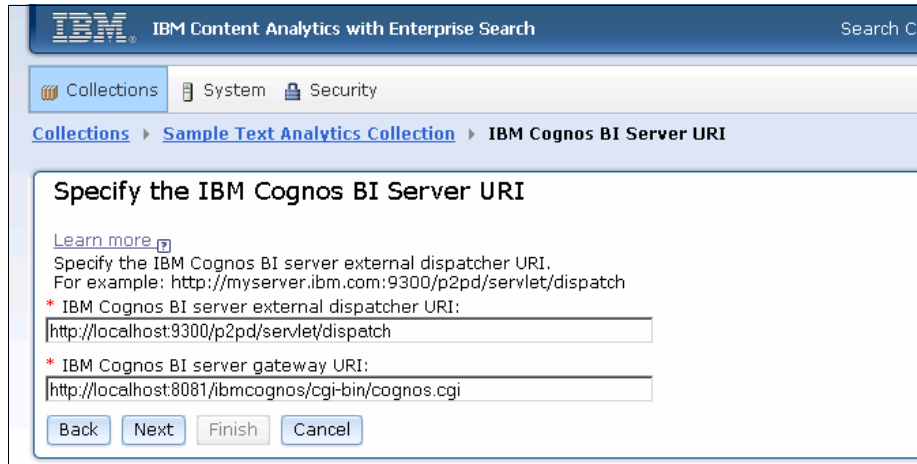 IBM® IBM Content Analytics with Enterprise Search Search C
Collections System Security
Collections Sample Text Analytics Collection IBM Cognos BI Server URI
Specify the IBM Cognos BI Server URI
Learn more ?
Specify the IBM Cognos BI server external dispatcher URI.
For example: http://myserver.ibm.com:9300/p2pd/servlet/dispatch
* IBM Cognos BI server external dispatcher URI:
http://localhost:9300/p2pd/servlet/dispatch
* IBM Cognos BI server gateway URI:
http://localhost:8081/ibmcognos/cgi-bin/cognos.cgi
Back Next Finish Cancel